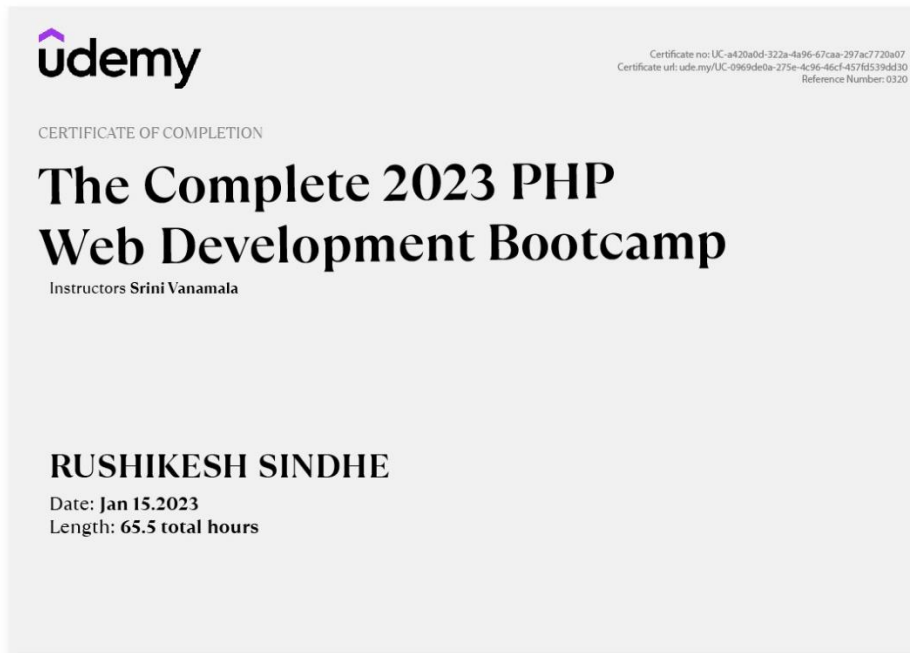 udemy
Certificate no: UC-a420a0d-322a-4a96-67caa-297ac7720a07
Certificate url: ude.my/UC-0969de0a-275e-4c96-46cf-457fd539dd30
Reference Number: 0320
CERTIFICATE OF COMPLETION
The Complete 2023 PHP
Web Development Bootcamp
Instructors Srini Vanamala
RUSHIKESH SINDHE
Date: Jan 15.2023
Length: 65.5 total hours